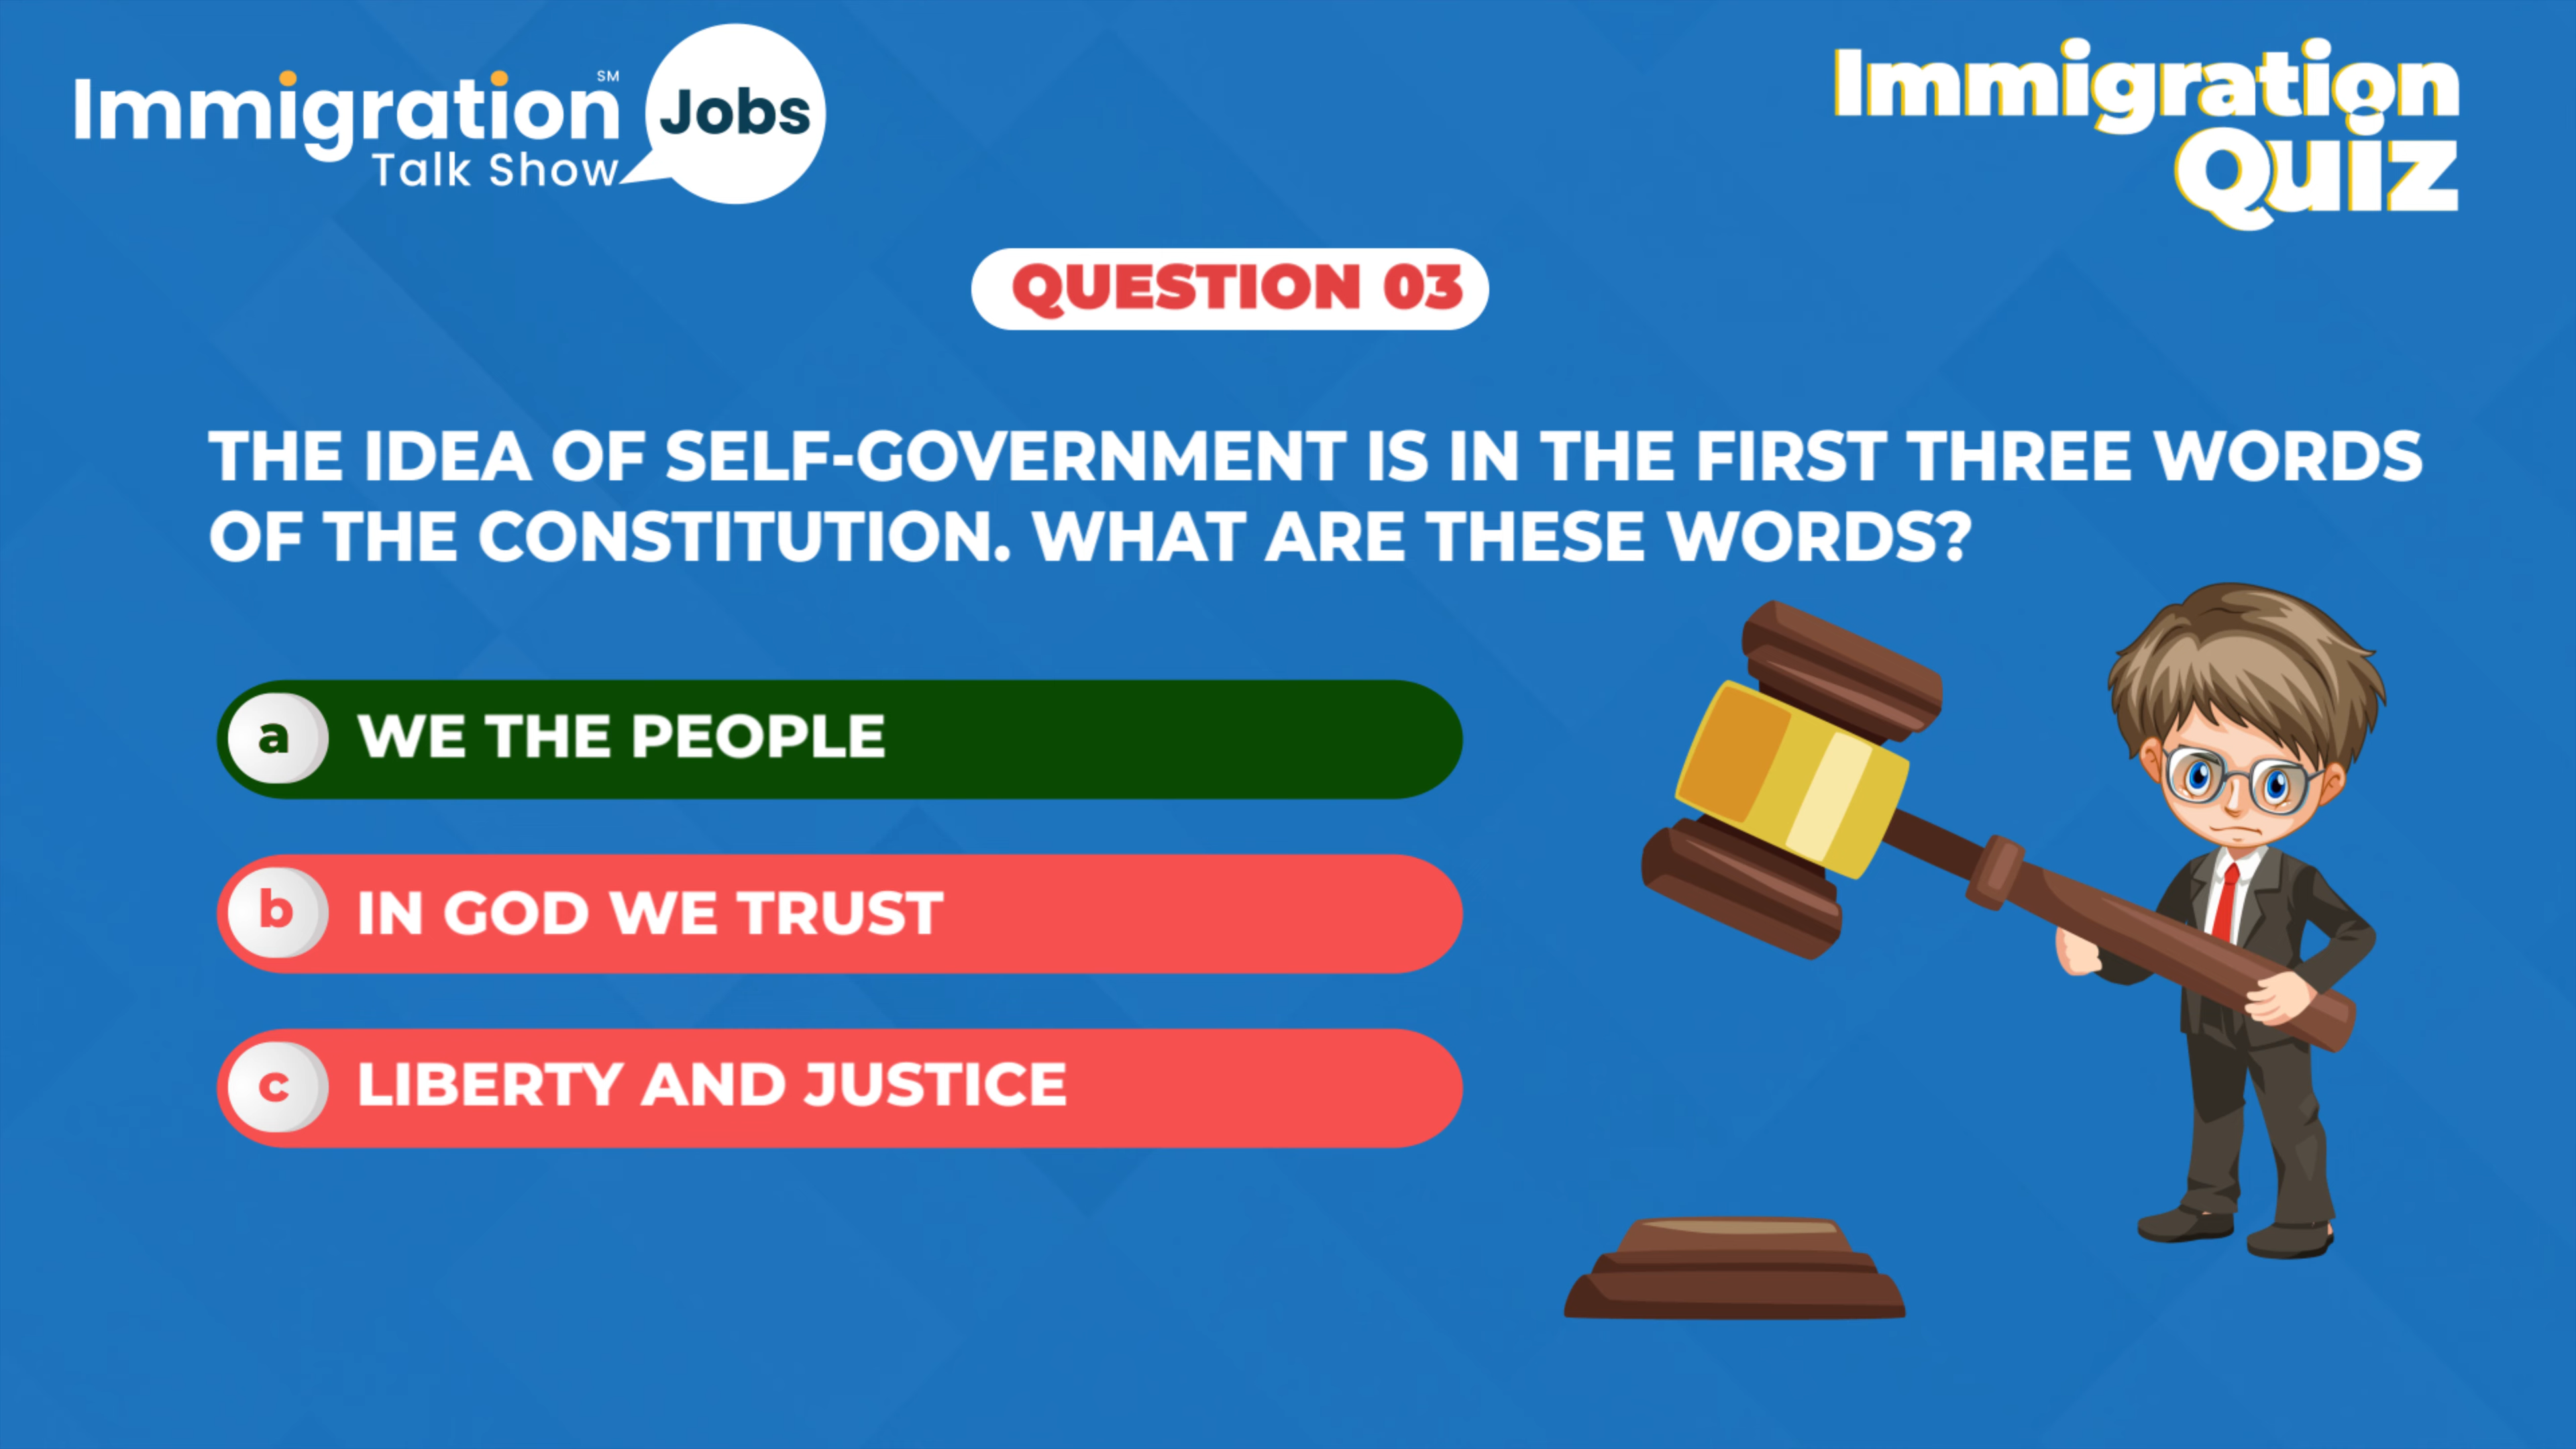 Immigration SM
Talk Show
Jobs
Immigration
Quiz
QUESTION 03
THE IDEA OF SELF-GOVERNMENT IS IN THE FIRST THREE WORDS
OF THE CONSTITUTION. WHAT ARE THESE WORDS?
a WE THE PEOPLE
b IN GOD WE TRUST
c LIBERTY AND JUSTICE